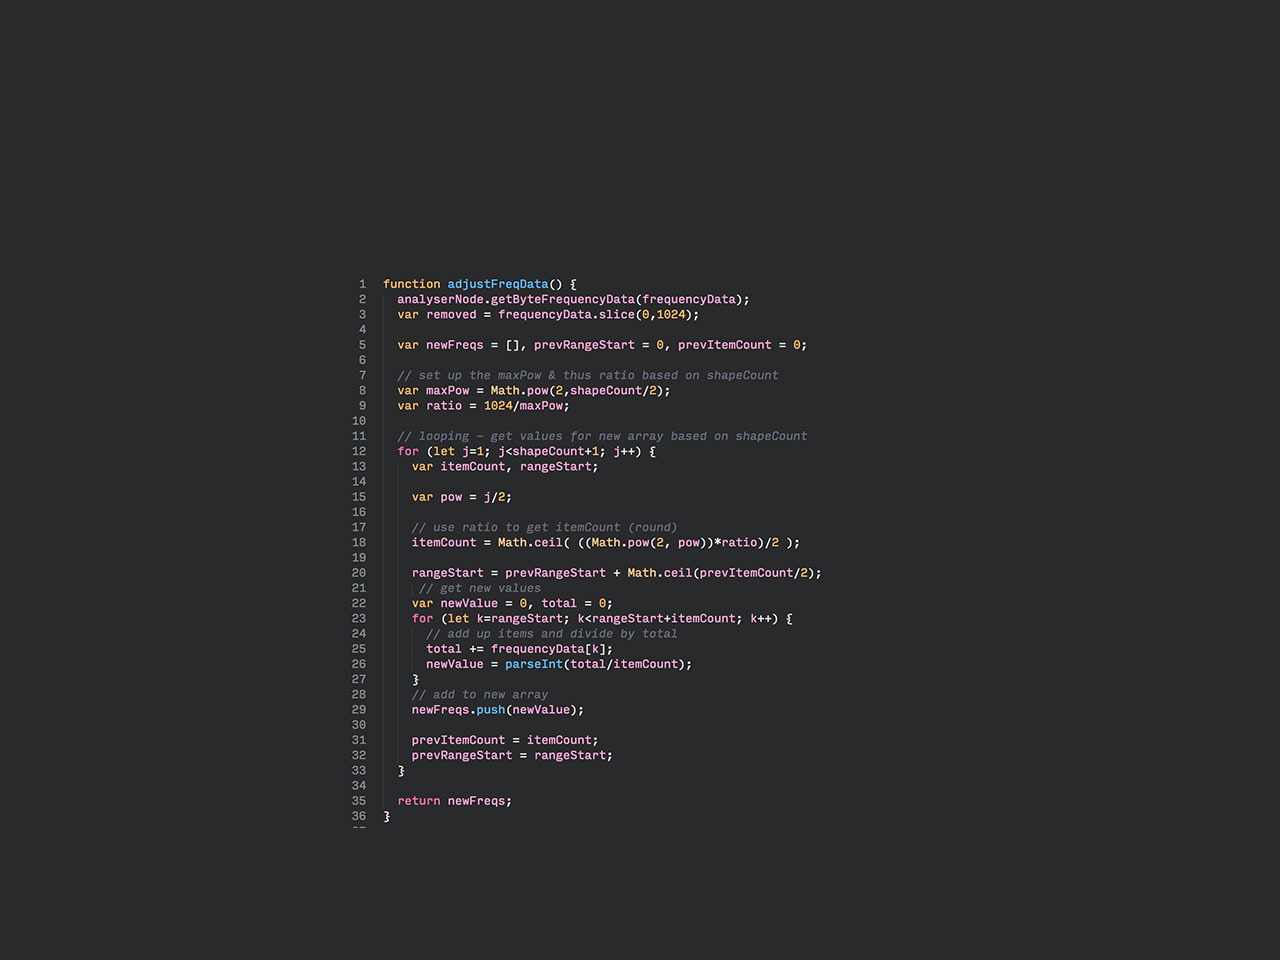 1 function adjustFreqData() {
2 analyserNode.getByteFrequencyData(frequencyData);
3 var removed = frequencyData.slice(0,1024);
4
5 var newFreqs = [], prevRangeStart = 0, prevItemCount = 0;
6
7 // set up the maxPow & thus ratio based on shapeCount
8 var maxPow = Math.pow(2,shapeCount/2);
9 var ratio = 1024/maxPow;
10
11 // looping - get values for new array based on shapeCount
12 for (let j=1; j<shapeCount+1; j++) {
13 var itemCount, rangeStart;
14
15 var pow = j/2;
16
17 // use ratio to get itemCount (round)
18 itemCount = Math.ceil( ((Math.pow(2, pow))*ratio)/2 );
19
20 rangeStart = prevRangeStart + Math.ceil(prevItemCount/2);
21 // get new values
22 var newValue = 0, total = 0;
23 for (let k=rangeStart; k<rangeStart+itemCount; k++) {
24 // add up items and divide by total
25 total += frequencyData[k];
26 newValue = parseInt(total/itemCount);
27 }
28 // add to new array
29 newFreqs.push(newValue);
30
31 prevItemCount = itemCount;
32 prevRangeStart = rangeStart;
33 }
34
35 return newFreqs;
36 }